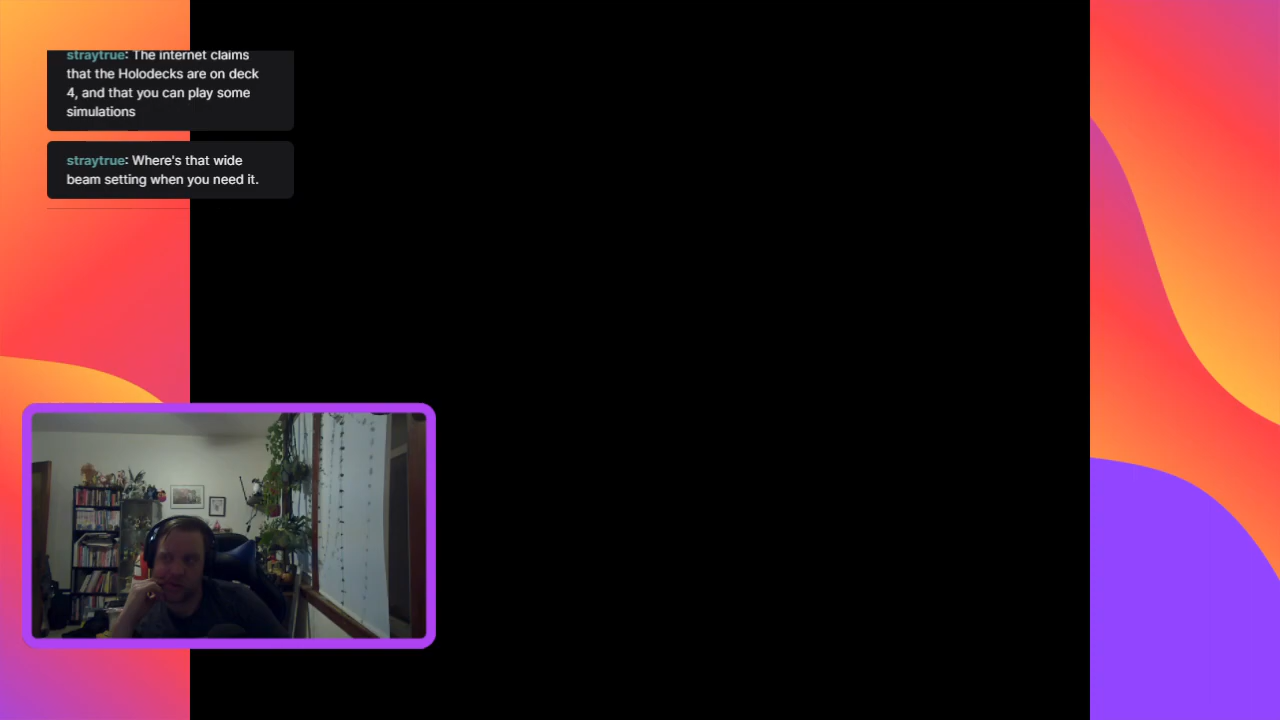 straytrue: The internet claims
that the Holodecks are on deck
4, and that you can play some
simulations
straytrue: Where's that wide
beam setting when you need it.